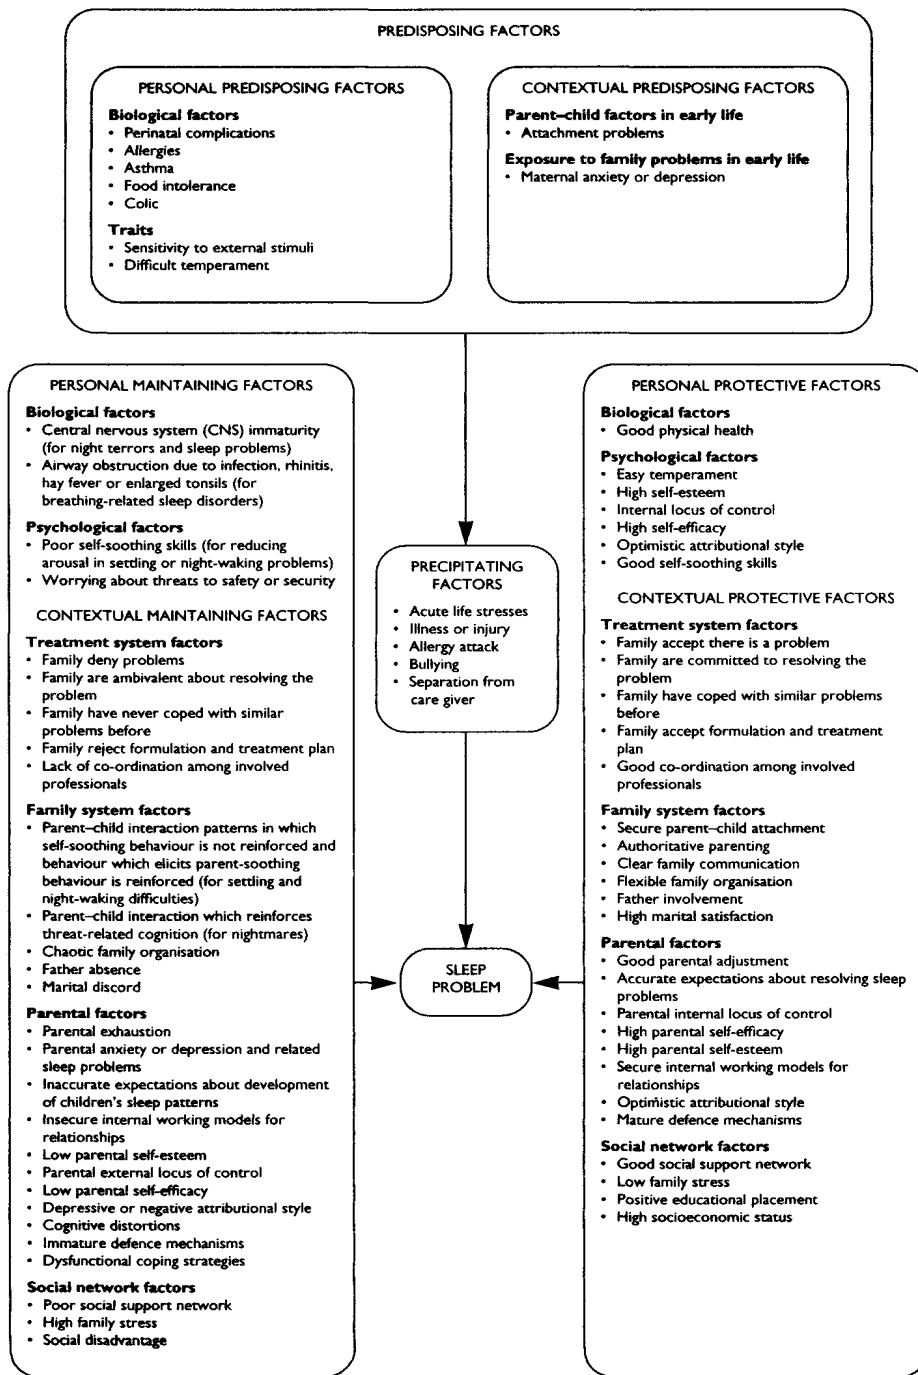 PREDISPOSING FACTORS
PERSONAL PREDISPOSING FACTORS
Biological factors
• Perinatal complications
• Allergies
• Asthma
• Food intolerance
• Colic
Traits
• Sensitivity to external stimuli
• Difficult temperament
CONTEXTUAL PREDISPOSING FACTORS
Parent–child factors in early life
• Attachment problems
Exposure to family problems in early life
• Maternal anxiety or depression
PERSONAL MAINTAINING FACTORS
Biological factors
• Central nervous system (CNS) immaturity
(for night terrors and sleep problems)
• Airway obstruction due to infection, rhinitis,
hay fever or enlarged tonsils (for
breathing-related sleep disorders)
Psychological factors
• Poor self-soothing skills (for reducing
arousal in settling or night-waking problems)
• Worrying about threats to safety or security
CONTEXTUAL MAINTAINING FACTORS
Treatment system factors
• Family deny problems
• Family are ambivalent about resolving the
problem
• Family have never coped with similar
problems before
• Family reject formulation and treatment plan
• Lack of co-ordination among involved
professionals
Family system factors
• Parent–child interaction patterns in which
self-soothing behaviour is not reinforced and
behaviour which elicits parent-soothing
behaviour is reinforced (for settling and
night-waking difficulties)
• Parent–child interaction which reinforces
threat-related cognition (for nightmares)
• Chaotic family organisation
• Father absence
• Marital discord
Parental factors
• Parental exhaustion
• Parental anxiety or depression and related
sleep problems
• Inaccurate expectations about development
of children's sleep patterns
• Insecure internal working models for
relationships
• Low parental self-esteem
• Parental external locus of control
• Low parental self-efficacy
• Depressive or negative attributional style
• Cognitive distortions
• Immature defence mechanisms
• Dysfunctional coping strategies
Social network factors
• Poor social support network
• High family stress
• Social disadvantage
PRECIPITATING
FACTORS
• Acute life stresses
• Illness or injury
• Allergy attack
• Bullying
• Separation from
care giver
SLEEP
PROBLEM
PERSONAL PROTECTIVE FACTORS
Biological factors
• Good physical health
Psychological factors
• Easy temperament
• High self-esteem
• Internal locus of control
• High self-efficacy
• Optimistic attributional style
• Good self-soothing skills
CONTEXTUAL PROTECTIVE FACTORS
Treatment system factors
• Family accept there is a problem
• Family are committed to resolving the
problem
• Family have coped with similar problems
before
• Family accept formulation and treatment
plan
• Good co-ordination among involved
professionals
Family system factors
• Secure parent–child attachment
• Authoritative parenting
• Clear family communication
• Flexible family organisation
• Father involvement
• High marital satisfaction
Parental factors
• Good parental adjustment
• Accurate expectations about resolving sleep
problems
• Parental internal locus of control
• High parental self-efficacy
• High parental self-esteem
• Secure internal working models for
relationships
• Optimistic attributional style
• Mature defence mechanisms
Social network factors
• Good social support network
• Low family stress
• Positive educational placement
• High socioeconomic status